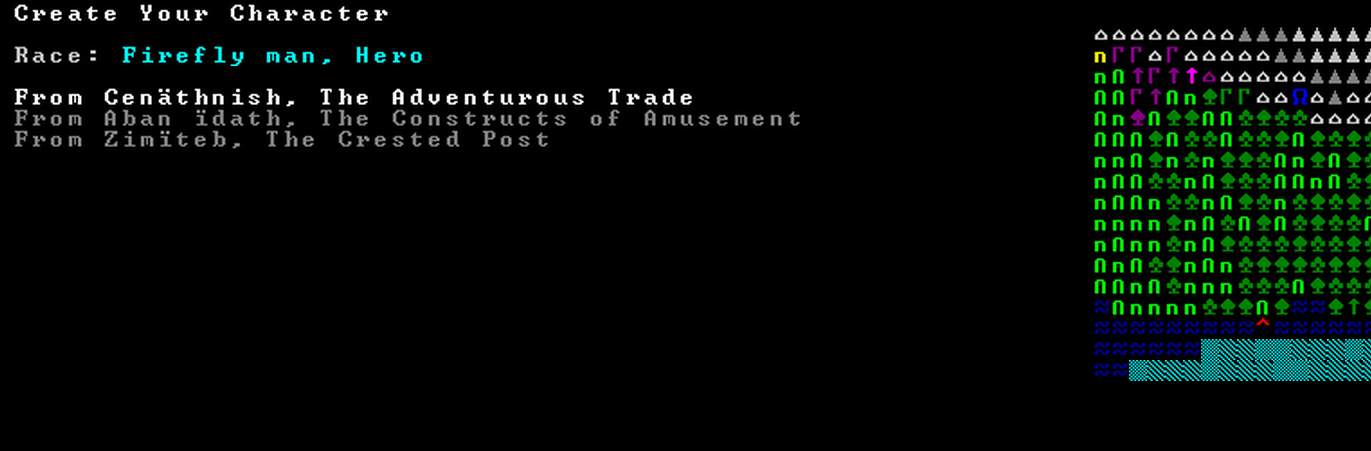 Create Your Character
Race: Firefly man, Hero
From Cenäthnish, The Adventurous Trade
From Aban ïdath, The Constructs of Amusement
From Zimïteb, The Crested Post